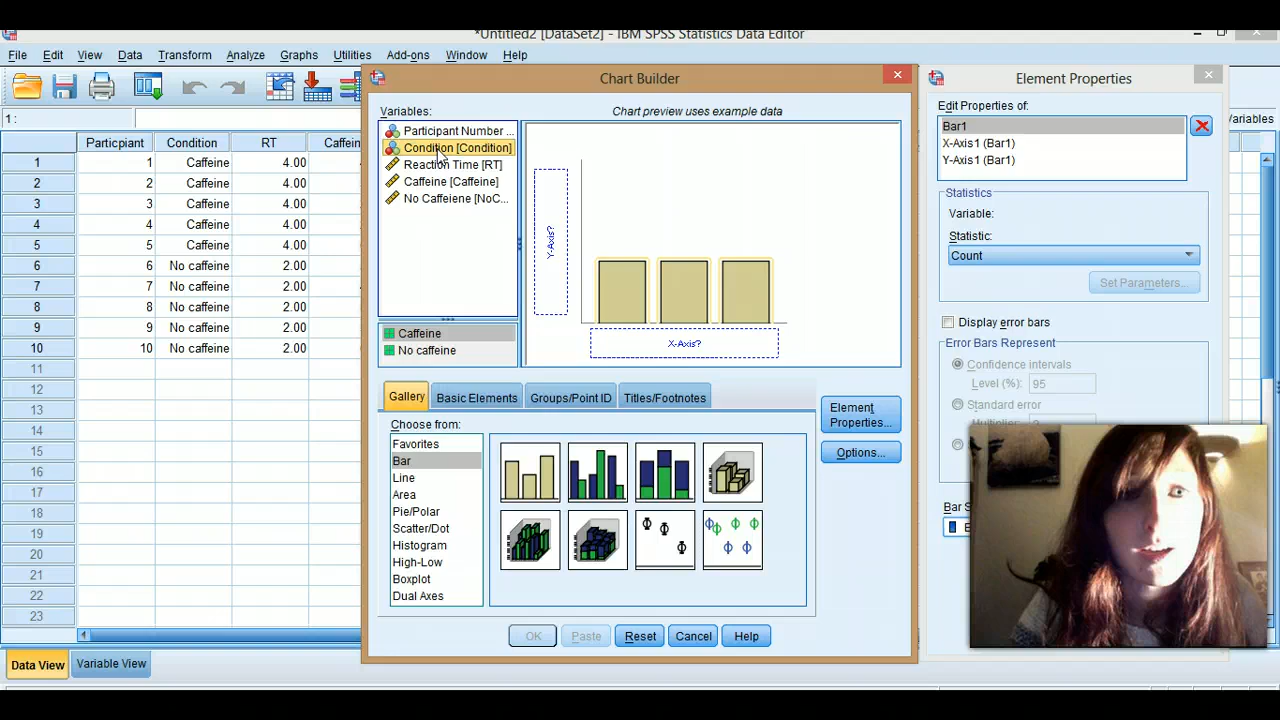 *Untitled2 [DataSet2] - IBM SPSS Statistics Data Editor
File Edit View Data Transform Analyze Graphs Utilities Add-ons Window Help
1 :
Variables
Particpiant Condition RT Caffein
1 1 Caffeine 4.00
2 2 Caffeine 4.00
3 3 Caffeine 4.00
4 4 Caffeine 4.00
5 5 Caffeine 4.00
6 6 No caffeine 2.00
7 7 No caffeine 2.00
8 8 No caffeine 2.00
9 9 No caffeine 2.00
10 10 No caffeine 2.00
11
12
13
14
15
16
17
18
19
20
21
22
23
Data View Variable View
Chart Builder
Variables:
Participant Number ...
Condition [Condition]
Reaction Time [RT]
Caffeine [Caffeine]
No Caffeiene [NoC...
Caffeine
No caffeine
Chart preview uses example data
Y-Axis?
X-Axis?
Gallery Basic Elements Groups/Point ID Titles/Footnotes
Choose from:
Favorites
Bar
Line
Area
Pie/Polar
Scatter/Dot
Histogram
High-Low
Boxplot
Dual Axes
Element
Properties...
Options...
OK Paste Reset Cancel Help
Element Properties
Edit Properties of:
Bar1
X-Axis1 (Bar1)
Y-Axis1 (Bar1)
Statistics
Variable:
Statistic:
Count
Set Parameters...
Display error bars
Error Bars Represent
Confidence intervals
Level (%): 95
Standard error
Multiplier:
Bar